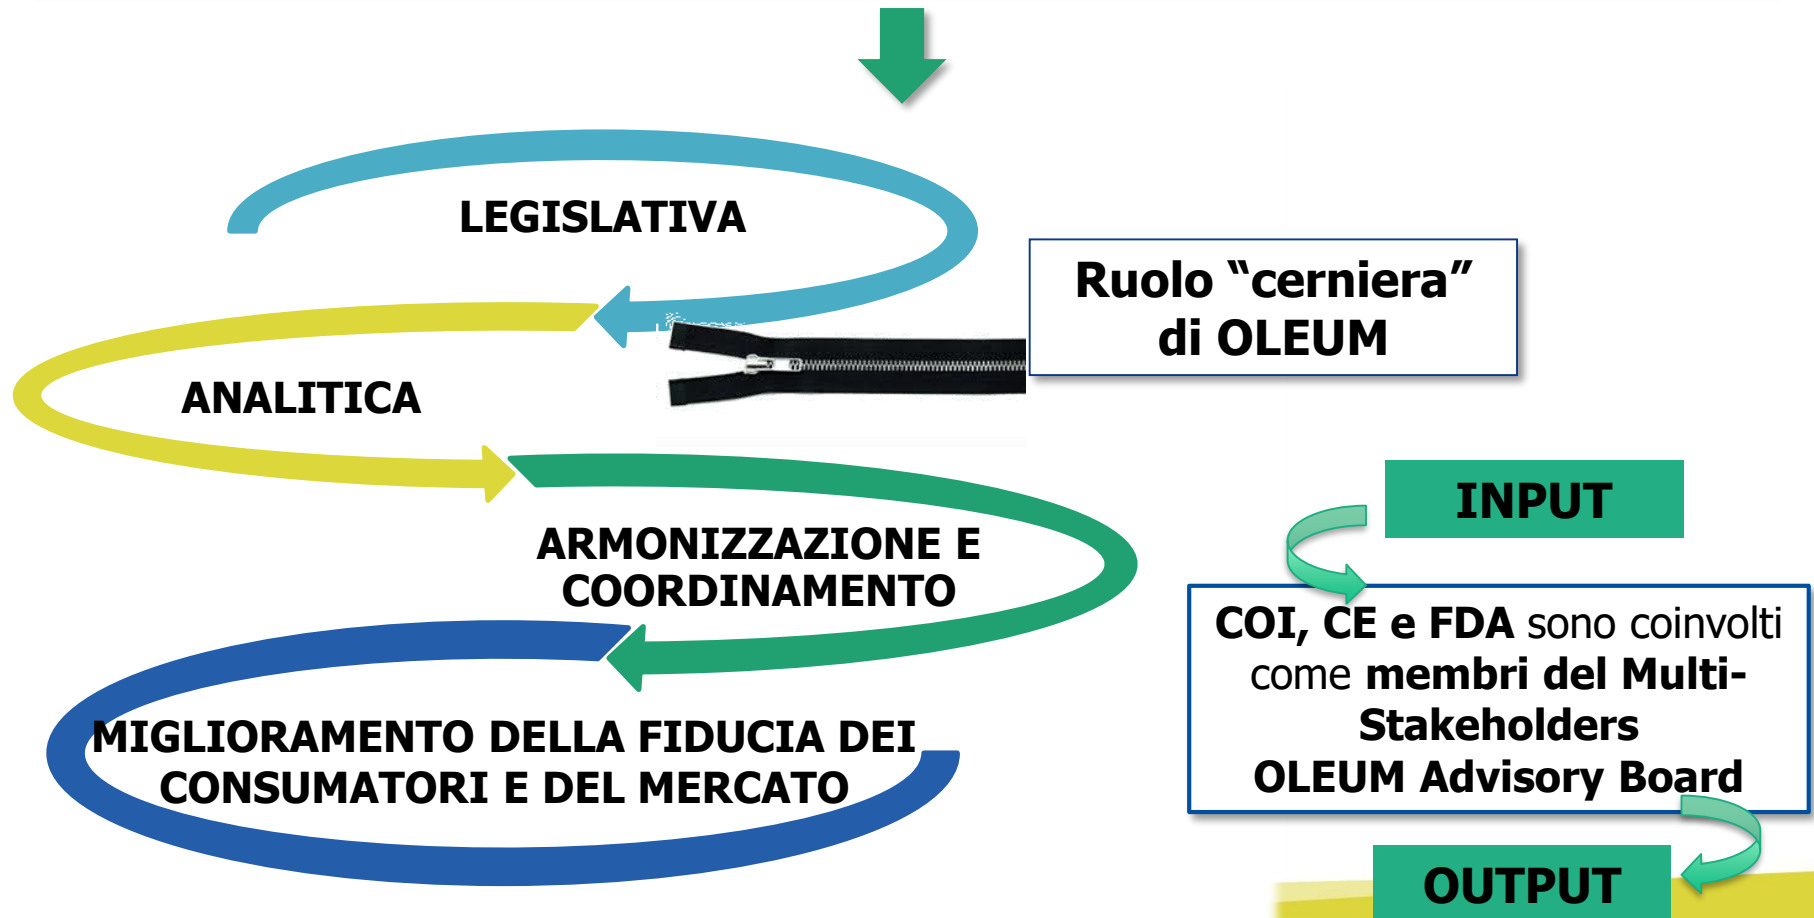 LEGISLATIVA
Ruolo “cerniera”
di OLEUM
ANALITICA
ARMONIZZAZIONE E
COORDINAMENTO
MIGLIORAMENTO DELLA FIDUCIA DEI
CONSUMATORI E DEL MERCATO
INPUT
COI, CE e FDA sono coinvolti
come membri del Multi-
Stakeholders
OLEUM Advisory Board
OUTPUT